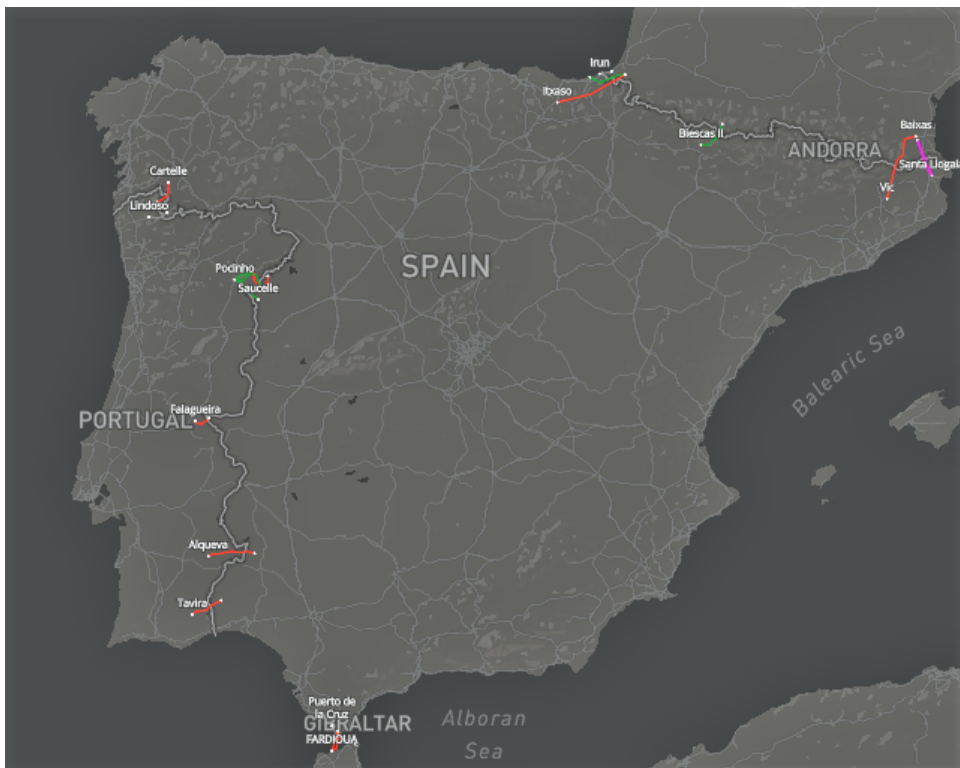 Irun
Itxaso
Biescas II
Baixas
ANDORRA
Santa Llogaia
Vic
Cartelle
Lindoso
Pocinho
Saucelle
SPAIN
Balearic Sea
Falagueira
PORTUGAL
Alqueva
Tavira
Puerto de
la Cruz
GIBRALTAR
FARDIOUA
Alboran
Sea